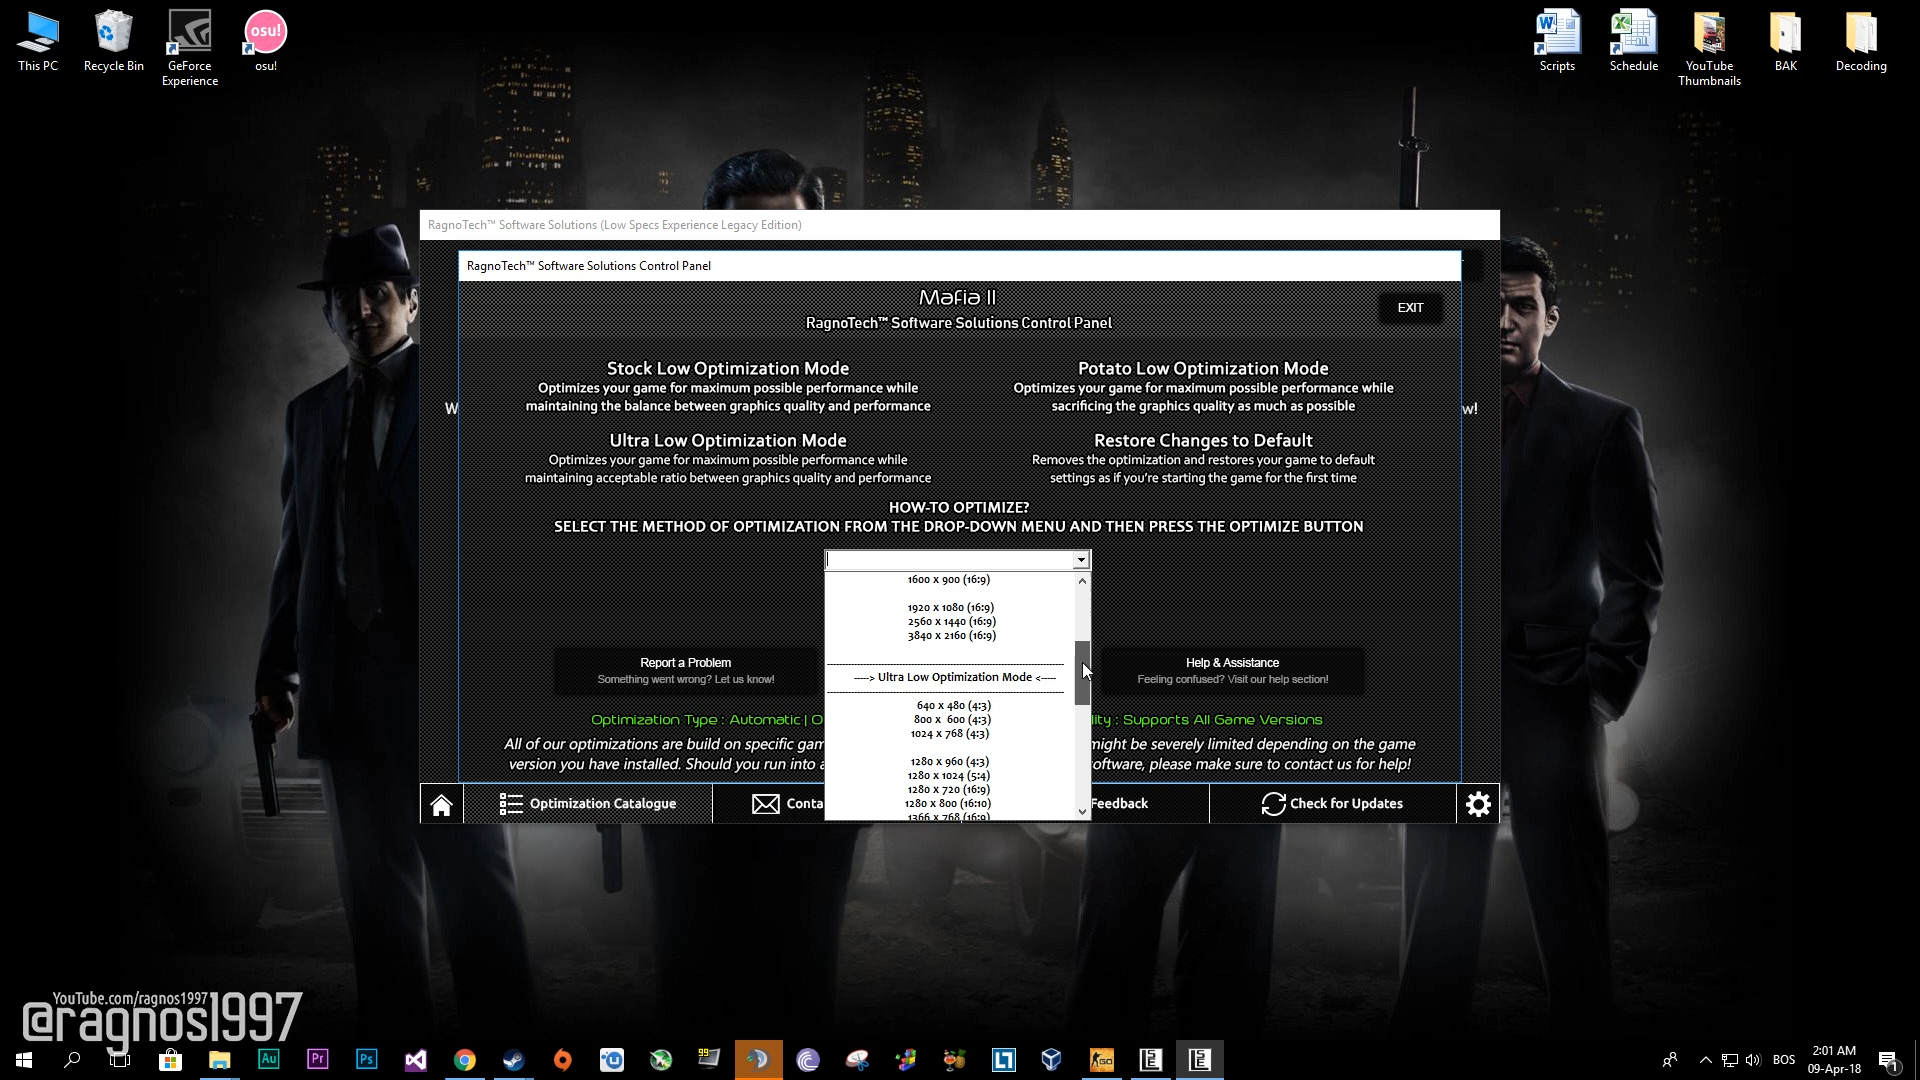 This PC
Recycle Bin
GeForce
Experience
osu!
osu!
Scripts
Schedule
YouTube
Thumbnails
BAK
Decoding
RagnoTech™ Software Solutions (Low Specs Experience Legacy Edition)
RagnoTech™ Software Solutions Control Panel
Mafia II
RagnoTech™ Software Solutions Control Panel
EXIT
Stock Low Optimization Mode
Optimizes your game for maximum possible performance while
maintaining the balance between graphics quality and performance
Potato Low Optimization Mode
Optimizes your game for maximum possible performance while
sacrificing the graphics quality as much as possible
W
w!
Ultra Low Optimization Mode
Optimizes your game for maximum possible performance while
maintaining acceptable ratio between graphics quality and performance
Restore Changes to Default
Removes the optimization and restores your game to default
settings as if you're starting the game for the first time
HOW-TO OPTIMIZE?
SELECT THE METHOD OF OPTIMIZATION FROM THE DROP-DOWN MENU AND THEN PRESS THE OPTIMIZE BUTTON
1600 x 900 (16:9)
1920 x 1080 (16:9)
2560 x 1440 (16:9)
3840 x 2160 (16:9)
-----> Ultra Low Optimization Mode <-----
640 x 480 (4:3)
800 x 600 (4:3)
1024 x 768 (4:3)
1280 x 960 (4:3)
1280 x 1024 (5:4)
1280 x 720 (16:9)
1280 x 800 (16:10)
1366 x 768 (16:9)
Report a Problem
Something went wrong? Let us know!
Help & Assistance
Feeling confused? Visit our help section!
Optimization Type : Automatic | O
lity : Supports All Game Versions
All of our optimizations are build on specific gam
might be severely limited depending on the game
version you have installed. Should you run into a
software, please make sure to contact us for help!
Optimization Catalogue
Conta
Feedback
Check for Updates
YouTube.com/ragnos1997
@ragnos1997
Au
Pr
Ps
99
GO
BOS
2:01 AM
09-Apr-18
1